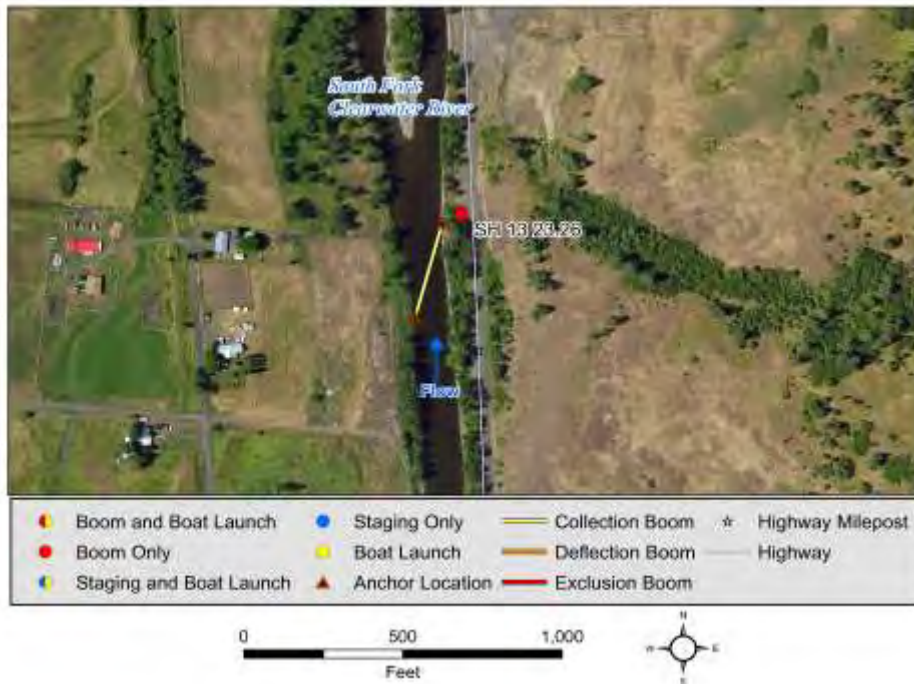 South Fork
Clearwater River
SH 13 23.26
Flow
Boom and Boat Launch
Staging Only
Collection Boom
Highway Milepost
Boom Only
Boat Launch
Deflection Boom
Highway
Staging and Boat Launch
Anchor Location
Exclusion Boom
0 500 1,000
Feet
N
W E
S